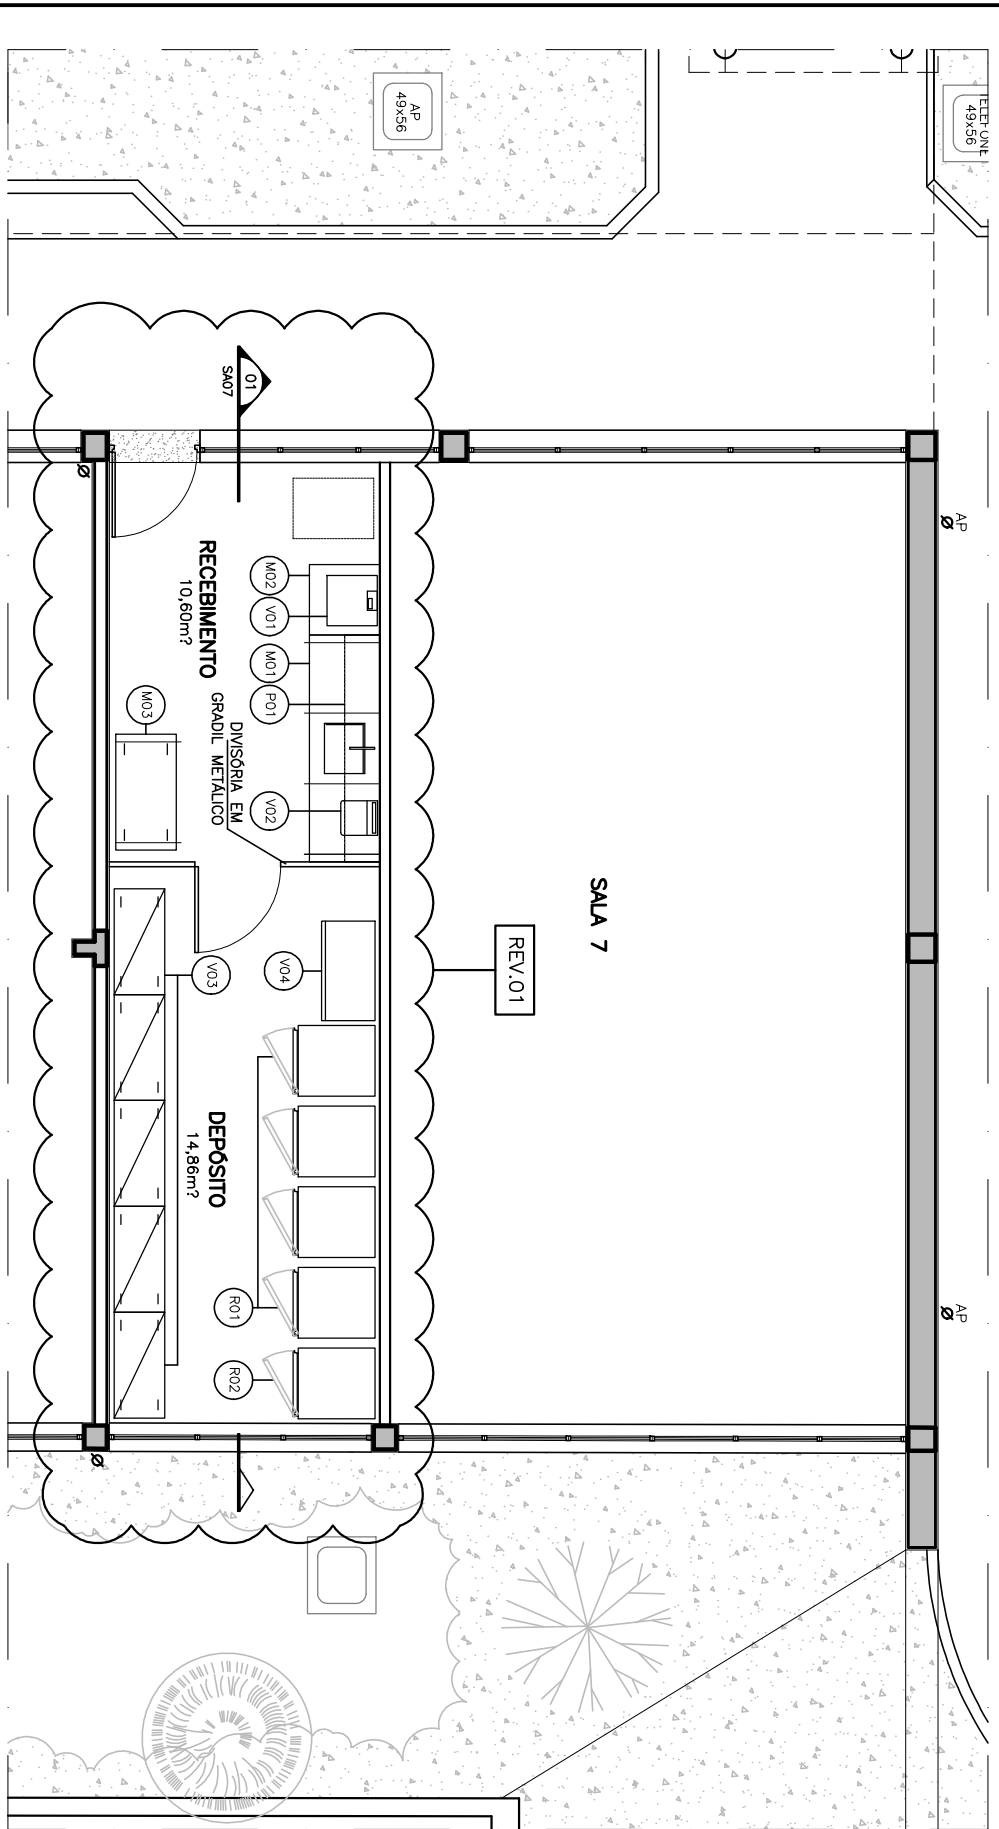 AP
49x56
TELEFONE
49x56
01
SA07
AP
RECEBIMENTO
10,60m?
M02
V01
M01
P01
V02
M03
DIVISÓRIA EM
GRADIL METÁLICO
SALA 7
REV.01
V03
V04
DEPÓSITO
14,86m?
R01
R02
AP